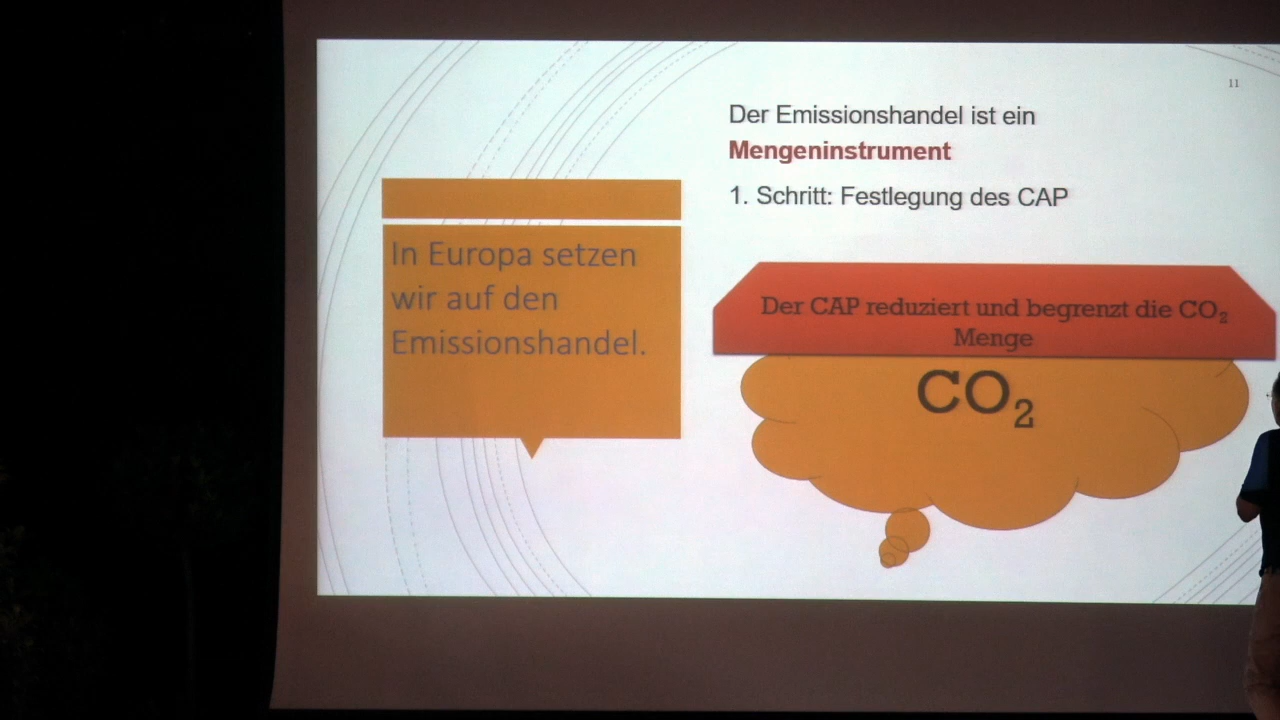 11
Der Emissionshandel ist ein
Mengeninstrument
1. Schritt: Festlegung des CAP
In Europa setzen
wir auf den
Emissionshandel.
Der CAP reduziert und begrenzt die CO₂
Menge
CO₂